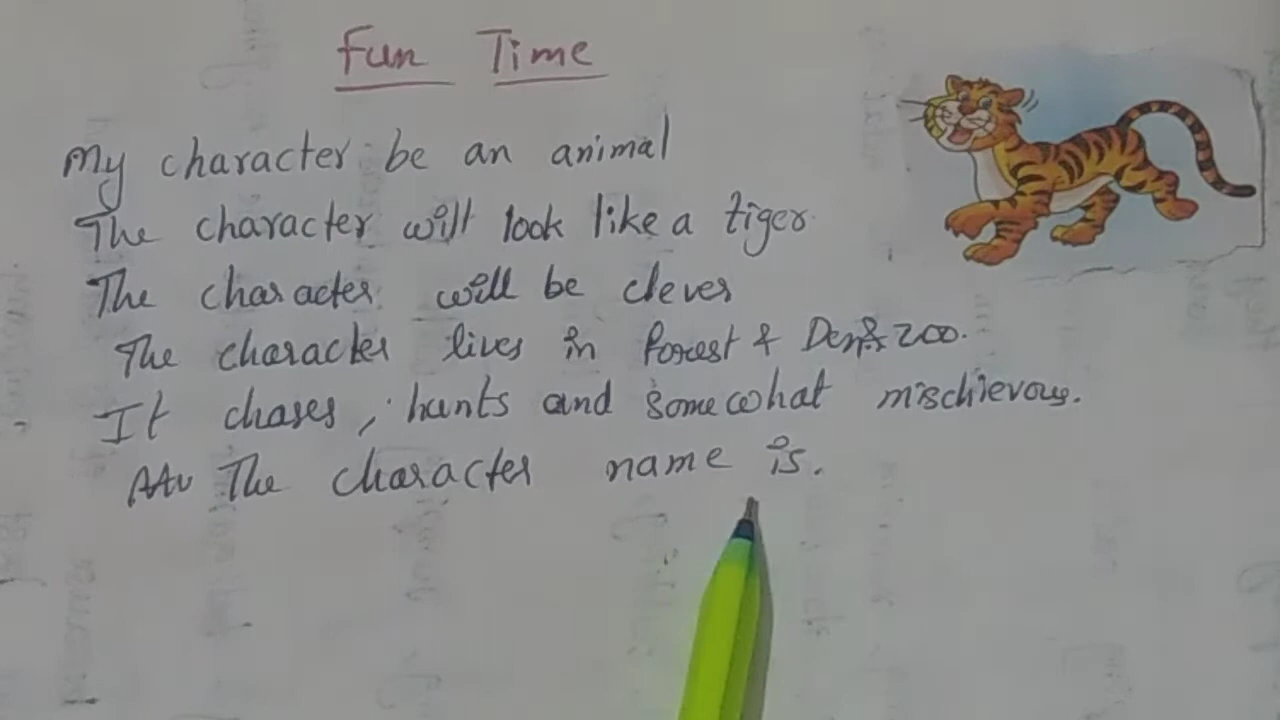 Fun Time
My character be an animal
The character will look like a tiger
The character will be clever
The character lives in forest & Den & zoo.
It chases, hunts and somewhat mischievous.
The character name is.